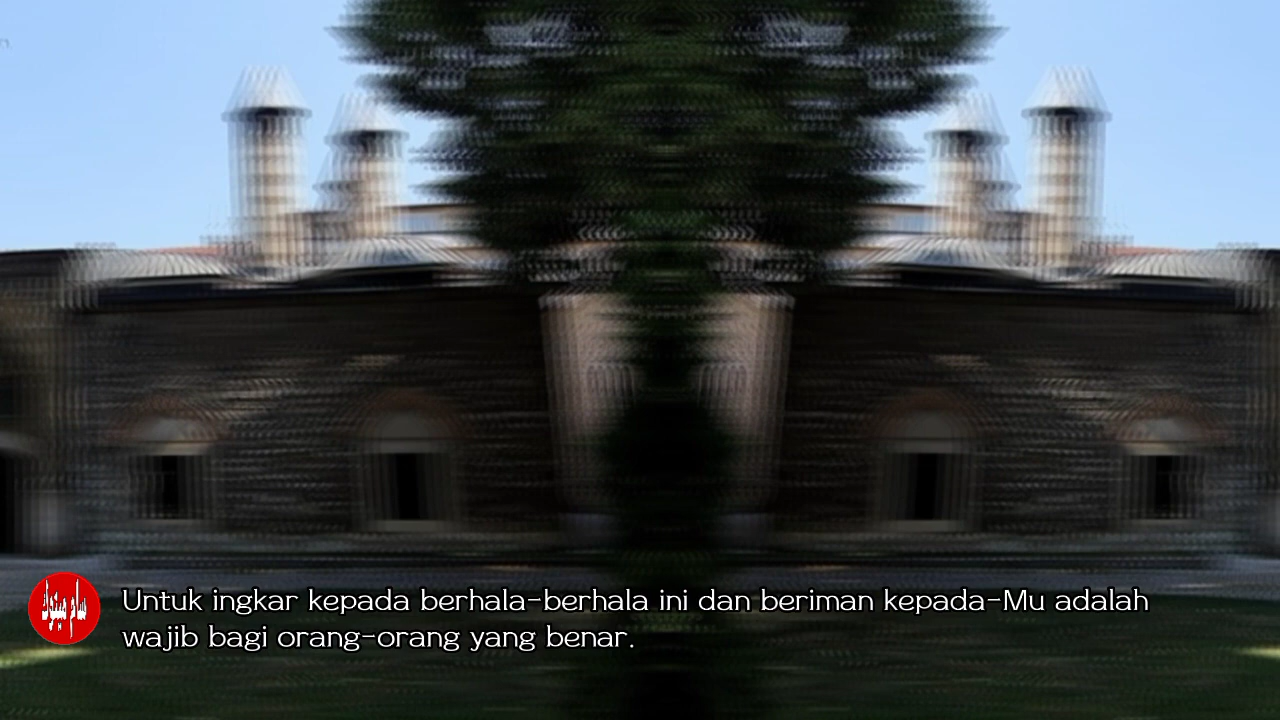 Untuk ingkar kepada berhala-berhala ini dan beriman kepada-Mu adalah
wajib bagi orang-orang yang benar.